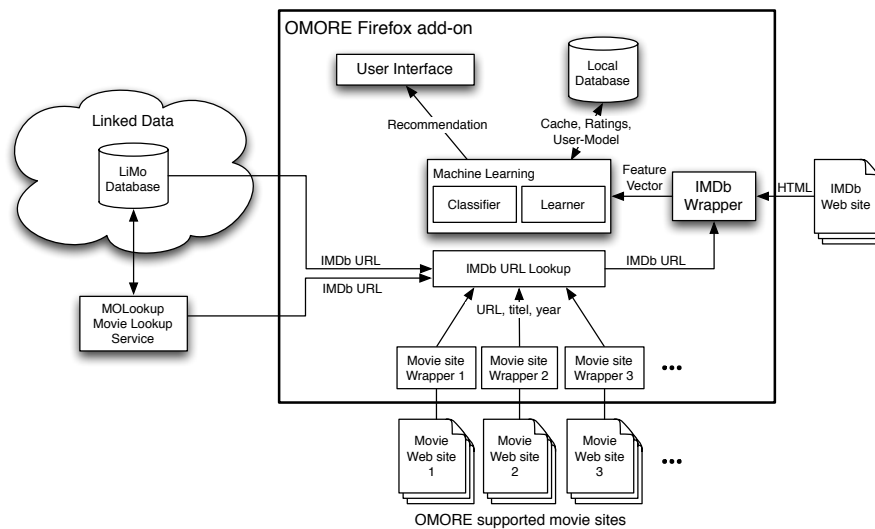 OMORE Firefox add-on
User Interface
Local
Database
Linked Data
Recommendation
Cache, Ratings,
User-Model
LiMo
Database
Machine Learning
Classifier
Learner
Feature
Vector
IMDb
Wrapper
HTML
IMDb
Web site
IMDb URL
IMDb URL Lookup
IMDb URL
IMDb URL
MOLookup
Movie Lookup
Service
URL, titel, year
Movie site
Wrapper 1
Movie site
Wrapper 2
Movie site
Wrapper 3
...
Movie
Web site
1
Movie
Web site
2
Movie
Web site
3
...
OMORE supported movie sites